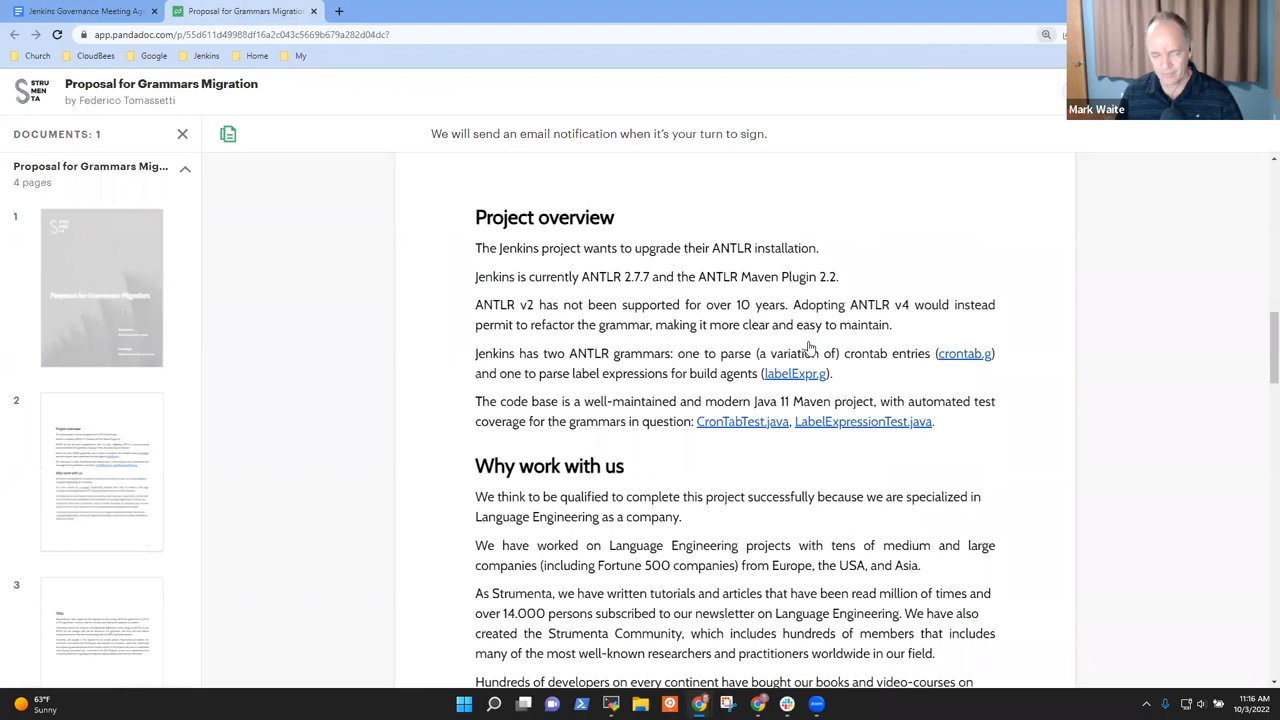 Jenkins Governance Meeting
Proposal for Grammars Migration
app.pandadoc.com/p/55d611d49988df16a2c043c5669b679a282d04dc?
Church
CloudBees
Google
Jenkins
Home
My
Mark Waite
STRU
MEN
TA
Proposal for Grammars Migration
by Federico Tomassetti
DOCUMENTS: 1
We will send an email notification when it's your turn to sign.
Proposal for Grammars Mig...
4 pages
1
2
3
Project overview
The Jenkins project wants to upgrade their ANTLR installation.
Jenkins is currently ANTLR 2.7.7 and the ANTLR Maven Plugin 2.2.
ANTLR v2 has not been supported for over 10 years. Adopting ANTLR v4 would instead
permit to refactor the grammar, making it more clear and easy to maintain.
Jenkins has two ANTLR grammars: one to parse (a variation of) crontab entries (crontab.g)
and one to parse label expressions for build agents (labelExpr.g).
The code base is a well-maintained and modern Java 11 Maven project, with automated test
coverage for the grammars in question: CronTabTest.java, LabelExpressionTest.java.
Why work with us
We claim to be qualified to complete this project successfully because we are specialized in
Language Engineering as a company.
We have worked on Language Engineering projects with tens of medium and large
companies (including Fortune 500 companies) from Europe, the USA, and Asia.
As Strumenta we have written tutorials and articles that have been read million of times and
over 14,000 persons subscribed to our newsletter on Language Engineering. We have also
members
many of the most well-known researchers and practitioners worldwide in our field.
Hundreds of developers on every continent have bought our books and video-courses on
63°F
Sunny
11:16 AM
10/3/2022